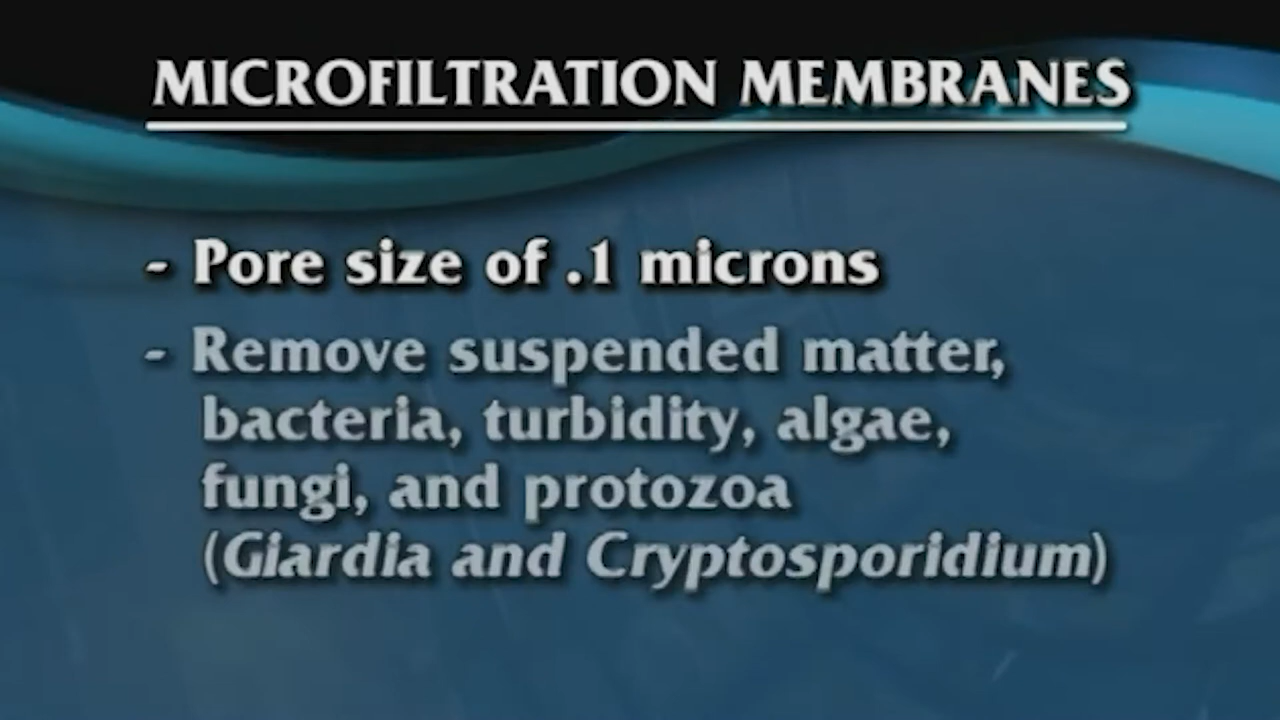 MICROFILTRATION MEMBRANES
- Pore size of .1 microns
- Remove suspended matter,
bacteria, turbidity, algae,
fungi, and protozoa
(Giardia and Cryptosporidium)